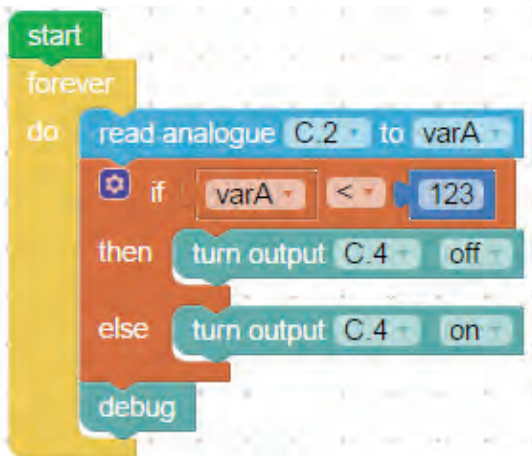 start
forever
do read analogue C.2 to varA
if varA < 123
then turn output C.4 off
else turn output C.4 on
debug